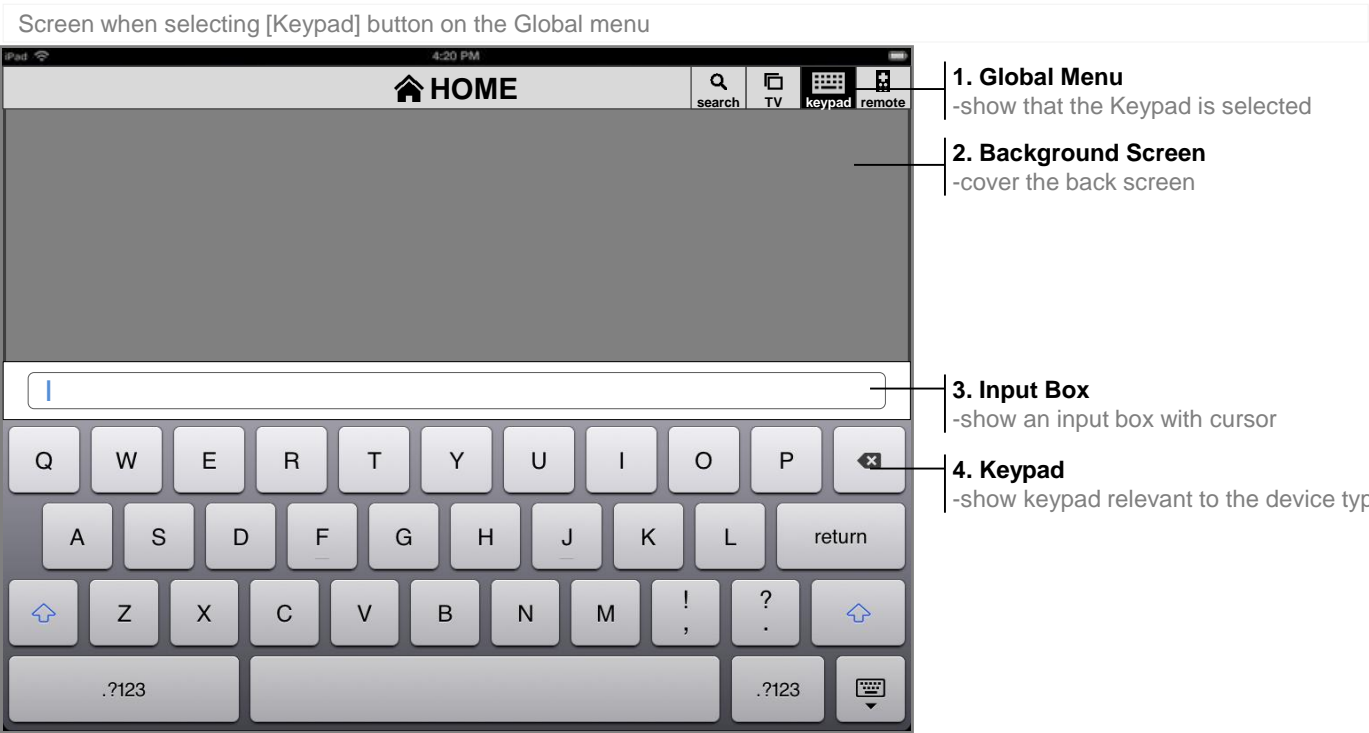 Screen when selecting [Keypad] button on the Global menu
iPad 4:20 PM
HOME
search TV keypad remote
1. Global Menu
-show that the Keypad is selected
2. Background Screen
-cover the back screen
3. Input Box
-show an input box with cursor
Q W E R T Y U I O P
4. Keypad
-show keypad relevant to the device typ
A S D F G H J K L return
Z X C V B N M ! , ? .
.?123 .?123